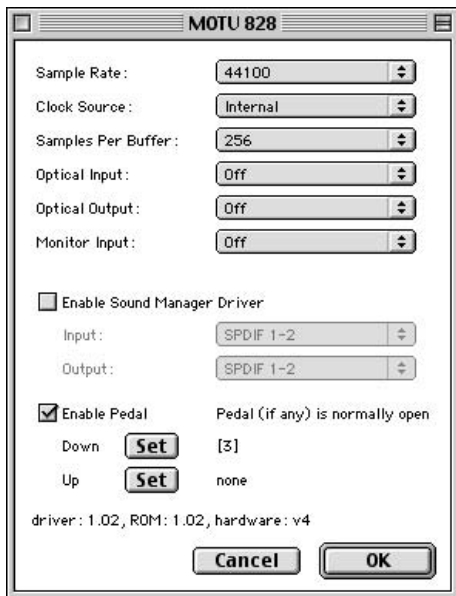 MOTU 828
Sample Rate: 44100
Clock Source: Internal
Samples Per Buffer: 256
Optical Input: Off
Optical Output: Off
Monitor Input: Off
Enable Sound Manager Driver
Input: SPDIF 1-2
Output: SPDIF 1-2
Enable Pedal Pedal (if any) is normally open
Down Set [3]
Up Set none
driver: 1.02, ROM: 1.02, hardware: v4
Cancel OK